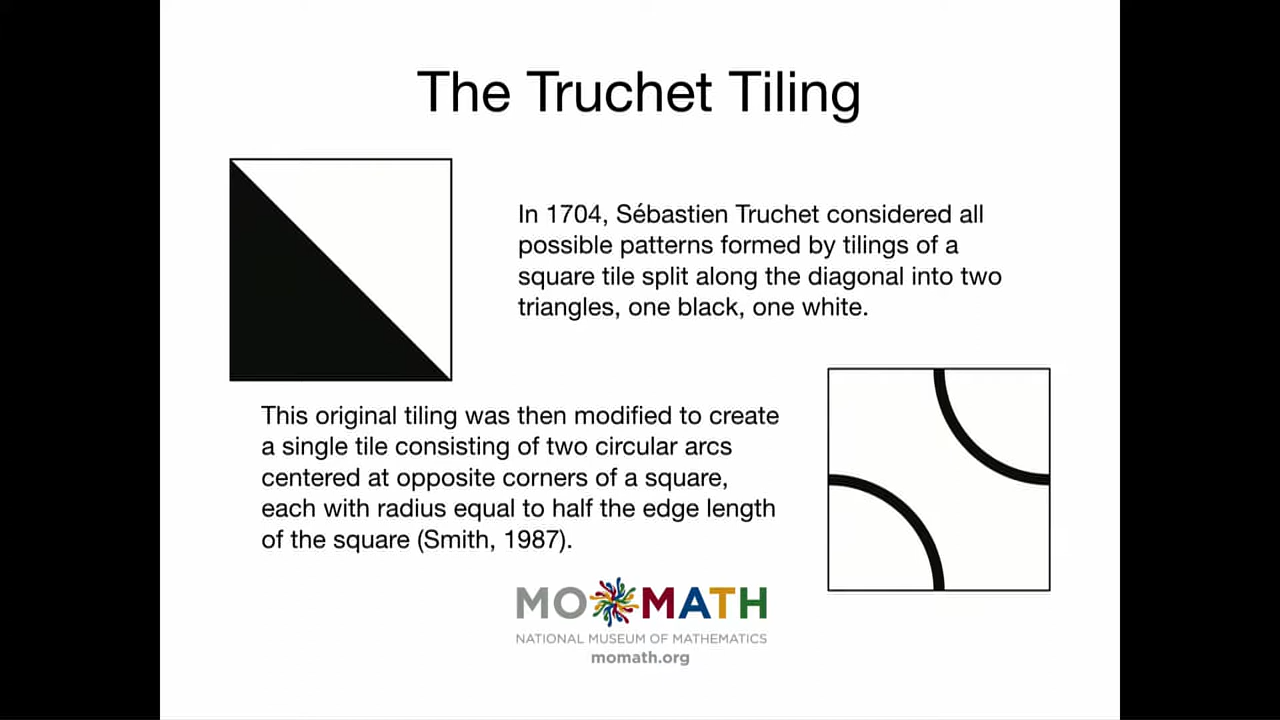 The Truchet Tiling
In 1704, Sébastien Truchet considered all
possible patterns formed by tilings of a
square tile split along the diagonal into two
triangles, one black, one white.
This original tiling was then modified to create
a single tile consisting of two circular arcs
centered at opposite corners of a square,
each with radius equal to half the edge length
of the square (Smith, 1987).
MO MATH
NATIONAL MUSEUM OF MATHEMATICS
momath.org